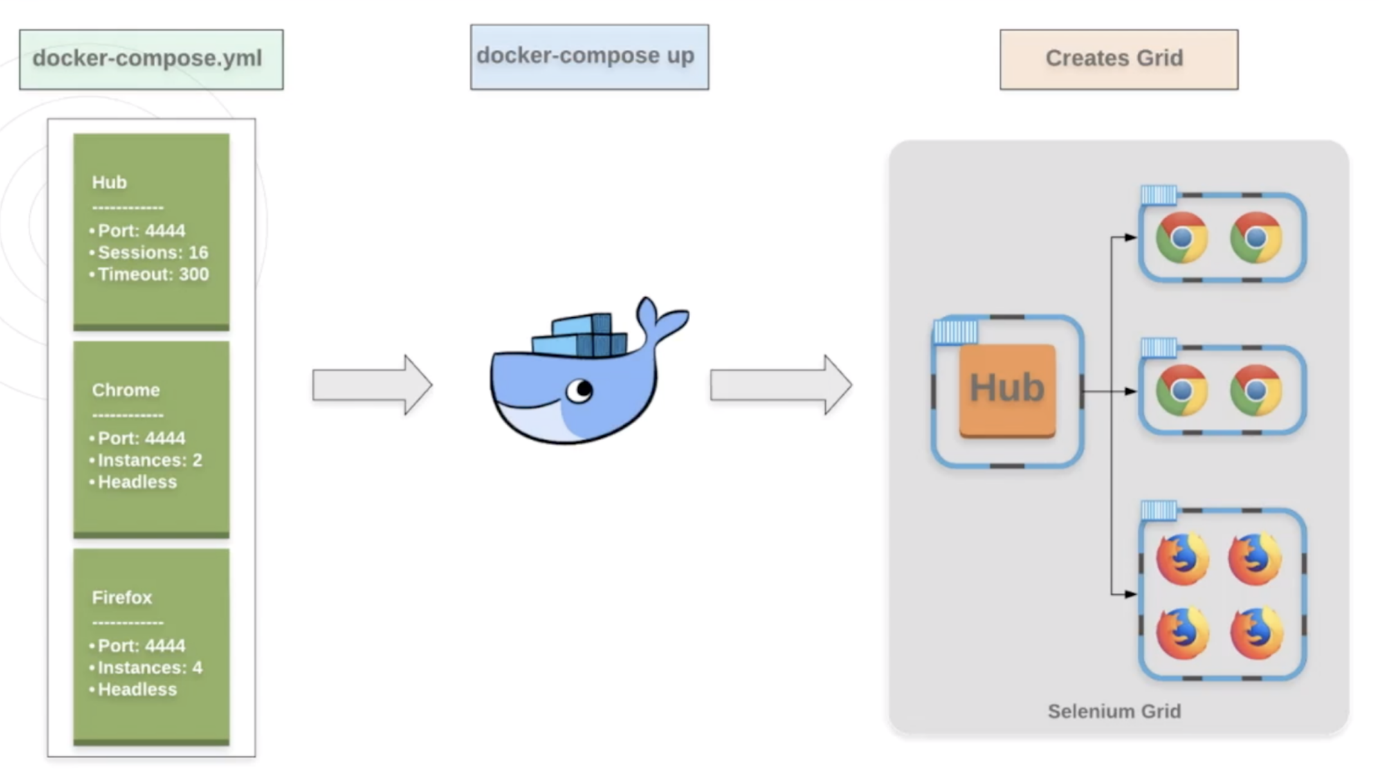 docker-compose.yml
docker-compose up
Creates Grid
Hub
------------
• Port: 4444
• Sessions: 16
• Timeout: 300
Chrome
------------
• Port: 4444
• Instances: 2
• Headless
Firefox
------------
• Port: 4444
• Instances: 4
• Headless
Hub
Selenium Grid